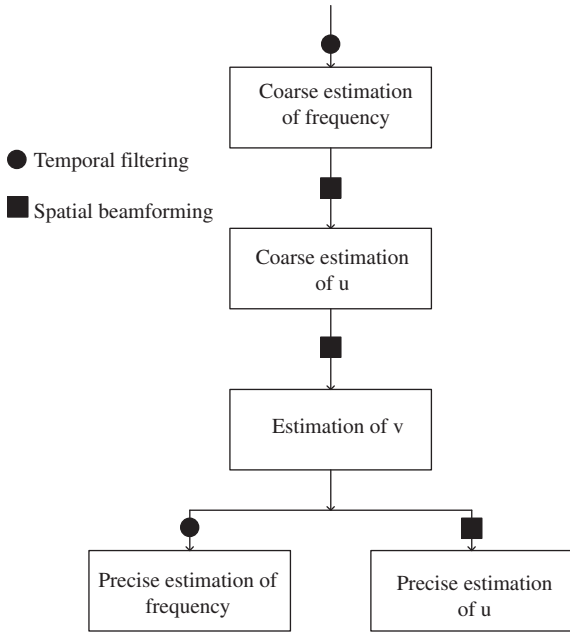 Coarse estimation
of frequency
Temporal filtering
Spatial beamforming
Coarse estimation
of u
Estimation of v
Precise estimation of
frequency
Precise estimation
of u